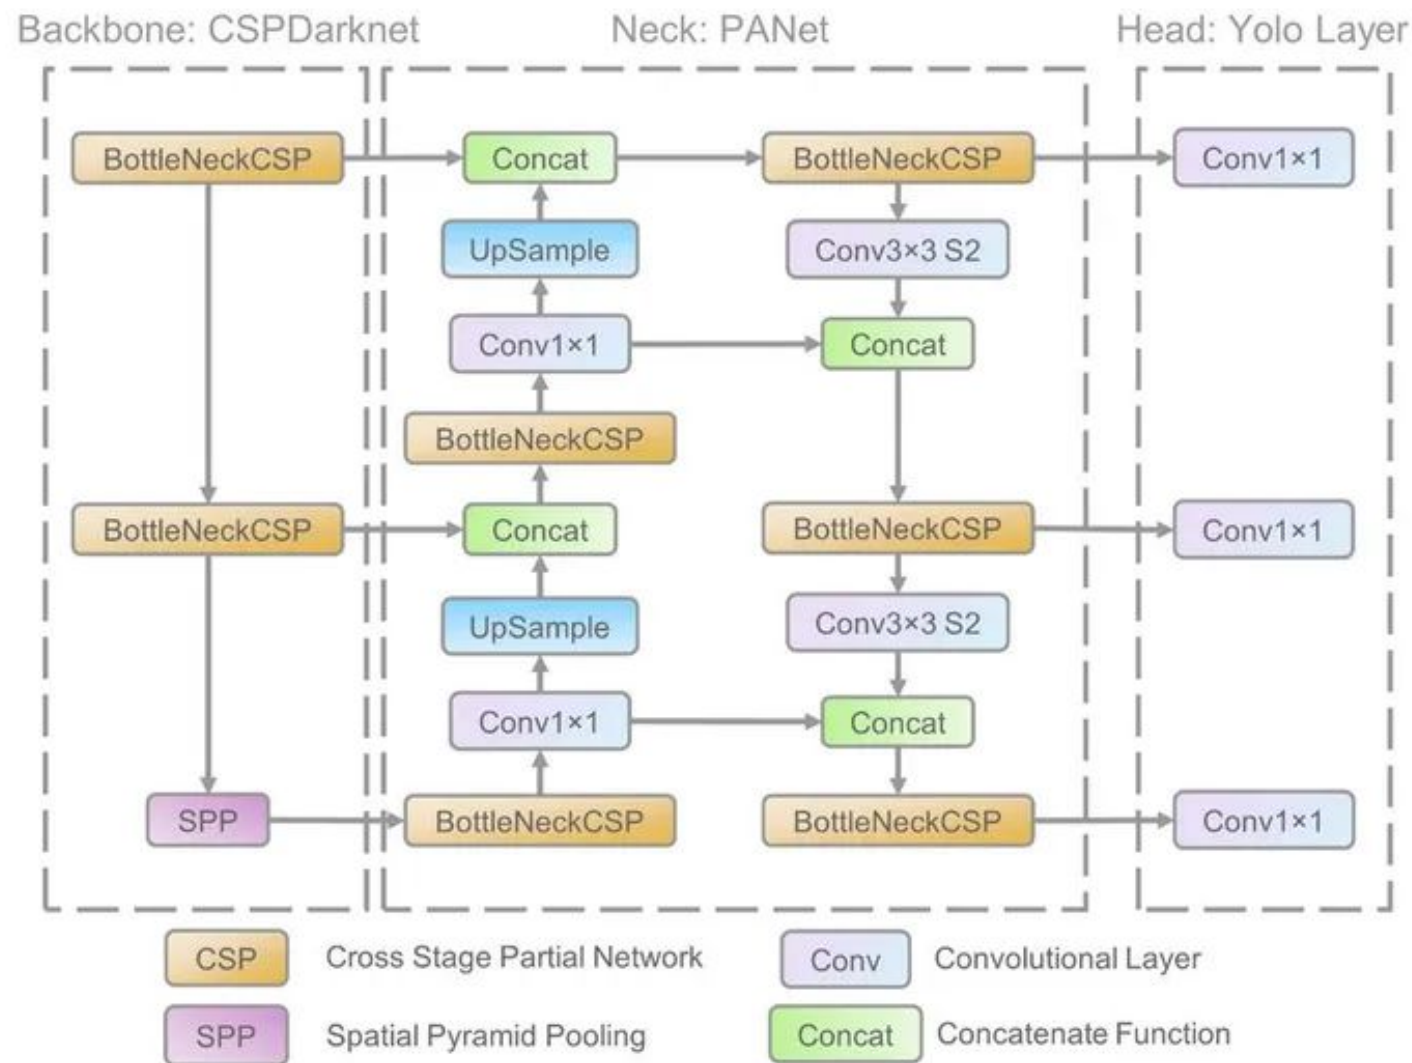 Backbone: CSPDarknet Neck: PANet Head: Yolo Layer
BottleNeckCSP Concat BottleNeckCSP Conv1×1
UpSample Conv3×3 S2
Conv1×1 Concat
BottleNeckCSP
BottleNeckCSP Concat BottleNeckCSP Conv1×1
UpSample Conv3×3 S2
Conv1×1 Concat
SPP BottleNeckCSP BottleNeckCSP Conv1×1
CSP Cross Stage Partial Network Conv Convolutional Layer
SPP Spatial Pyramid Pooling Concat Concatenate Function